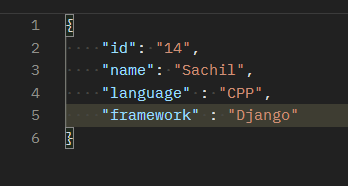 1 {
2     "id": "14",
3     "name": "Sachil",
4     "language" : "CPP",
5     "framework" : "Django"
6 }